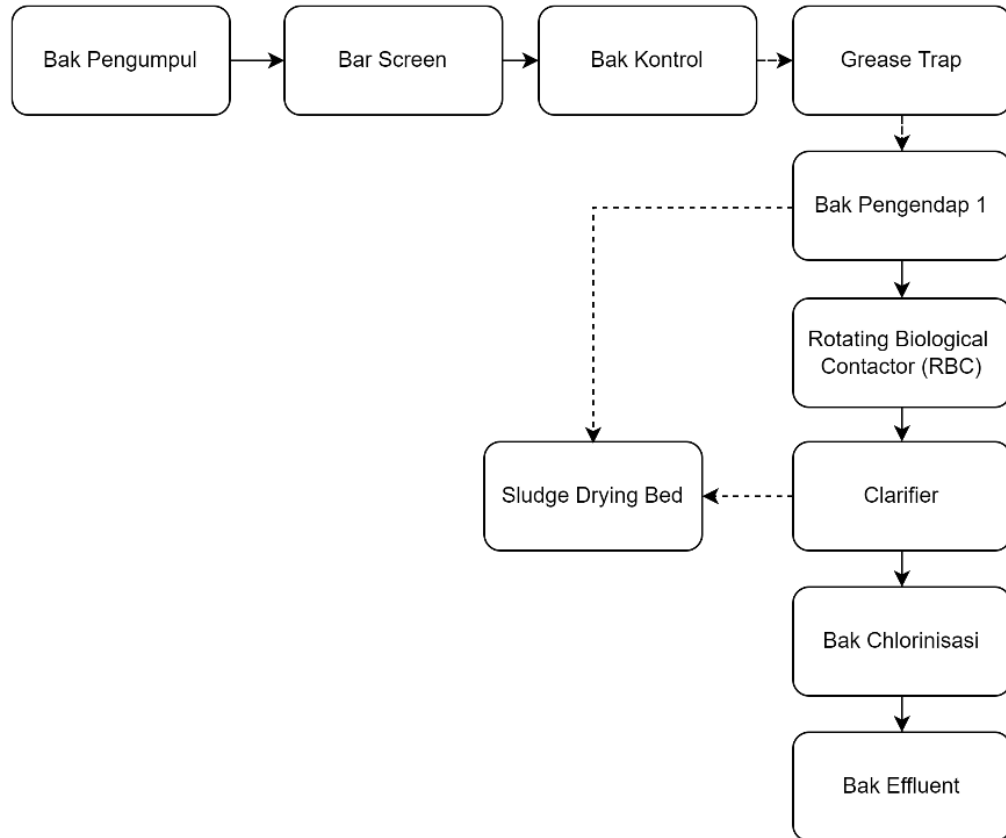 Bak Pengumpul
Bar Screen
Bak Kontrol
Grease Trap
Bak Pengendap 1
Rotating Biological
Contactor (RBC)
Sludge Drying Bed
Clarifier
Bak Chlorinisasi
Bak Effluent